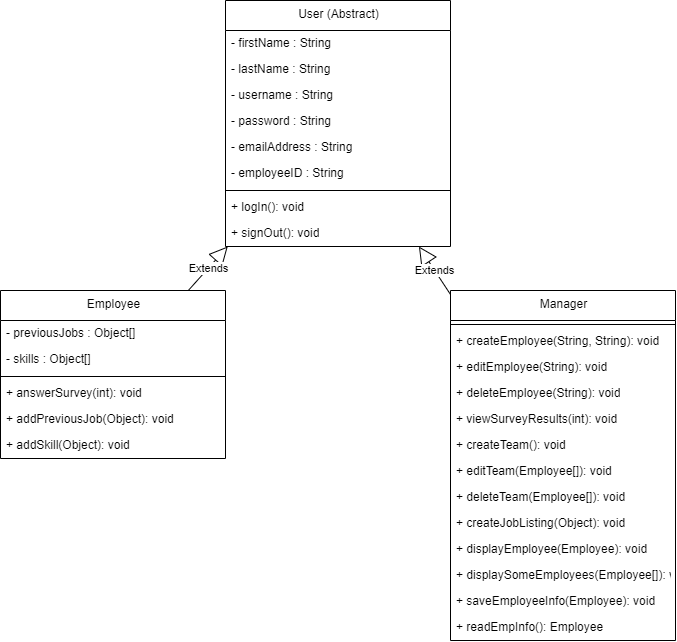 User (Abstract)
- firstName : String
- lastName : String
- username : String
- password : String
- emailAddress : String
- employeeID : String
+ logIn(): void
+ signOut(): void
Extends
Extends
Employee
- previousJobs : Object[]
- skills : Object[]
+ answerSurvey(int): void
+ addPreviousJob(Object): void
+ addSkill(Object): void
Manager
+ createEmployee(String, String): void
+ editEmployee(String): void
+ deleteEmployee(String): void
+ viewSurveyResults(int): void
+ createTeam(): void
+ editTeam(Employee[]): void
+ deleteTeam(Employee[]): void
+ createJobListing(Object): void
+ displayEmployee(Employee): void
+ displaySomeEmployees(Employee[]):
+ saveEmployeeInfo(Employee): void
+ readEmpInfo(): Employee